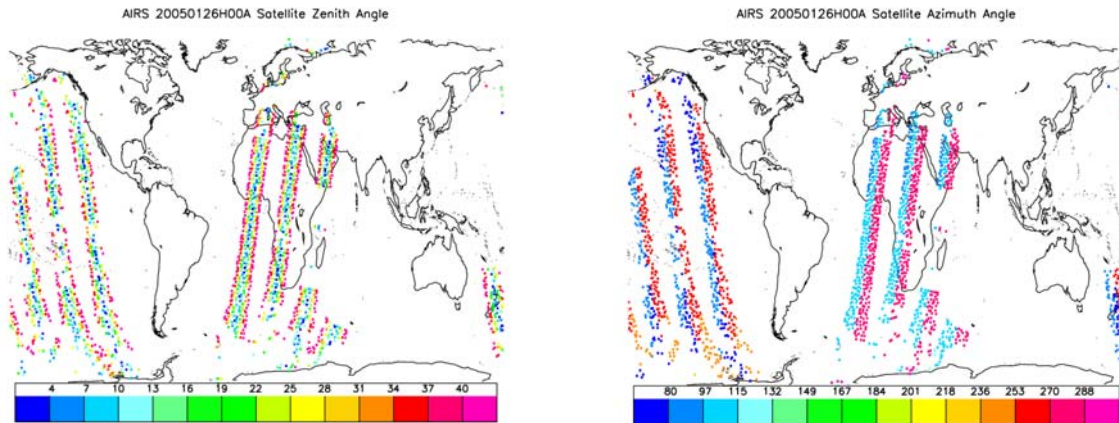 AIRS 20050126H00A Satellite Zenith Angle
4 7 10 13 16 19 22 25 28 31 34 37 40
AIRS 20050126H00A Satellite Azimuth Angle
80 97 115 132 149 167 184 201 218 236 253 270 288